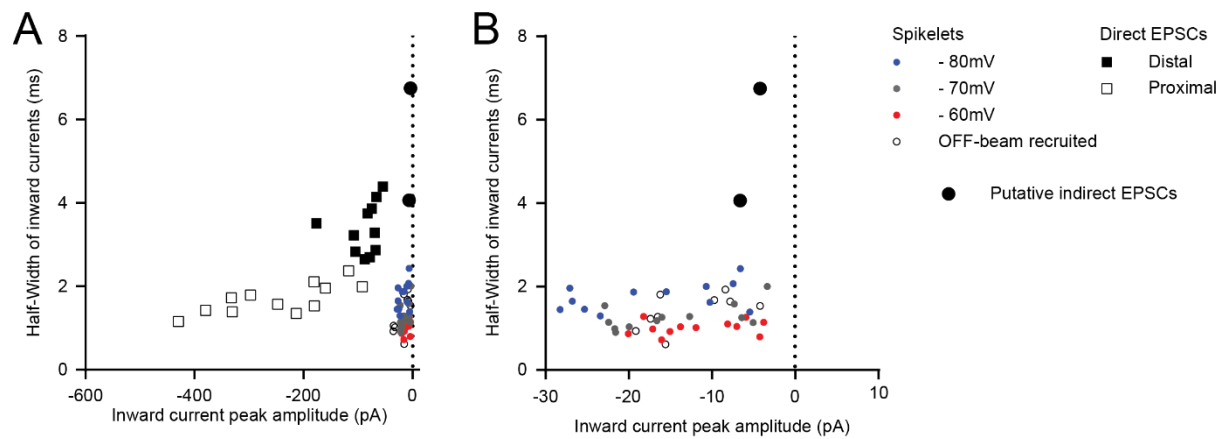 A
8
6
4
2
0
-600
-400
-200
0
Half-Width of inward currents (ms)
Inward current peak amplitude (pA)
B
8
6
4
2
0
-30
-20
-10
0
10
Half-Width of inward currents (ms)
Inward current peak amplitude (pA)
Spikelets
- 80mV
- 70mV
- 60mV
OFF-beam recruited
Direct EPSCs
Distal
Proximal
Putative indirect EPSCs